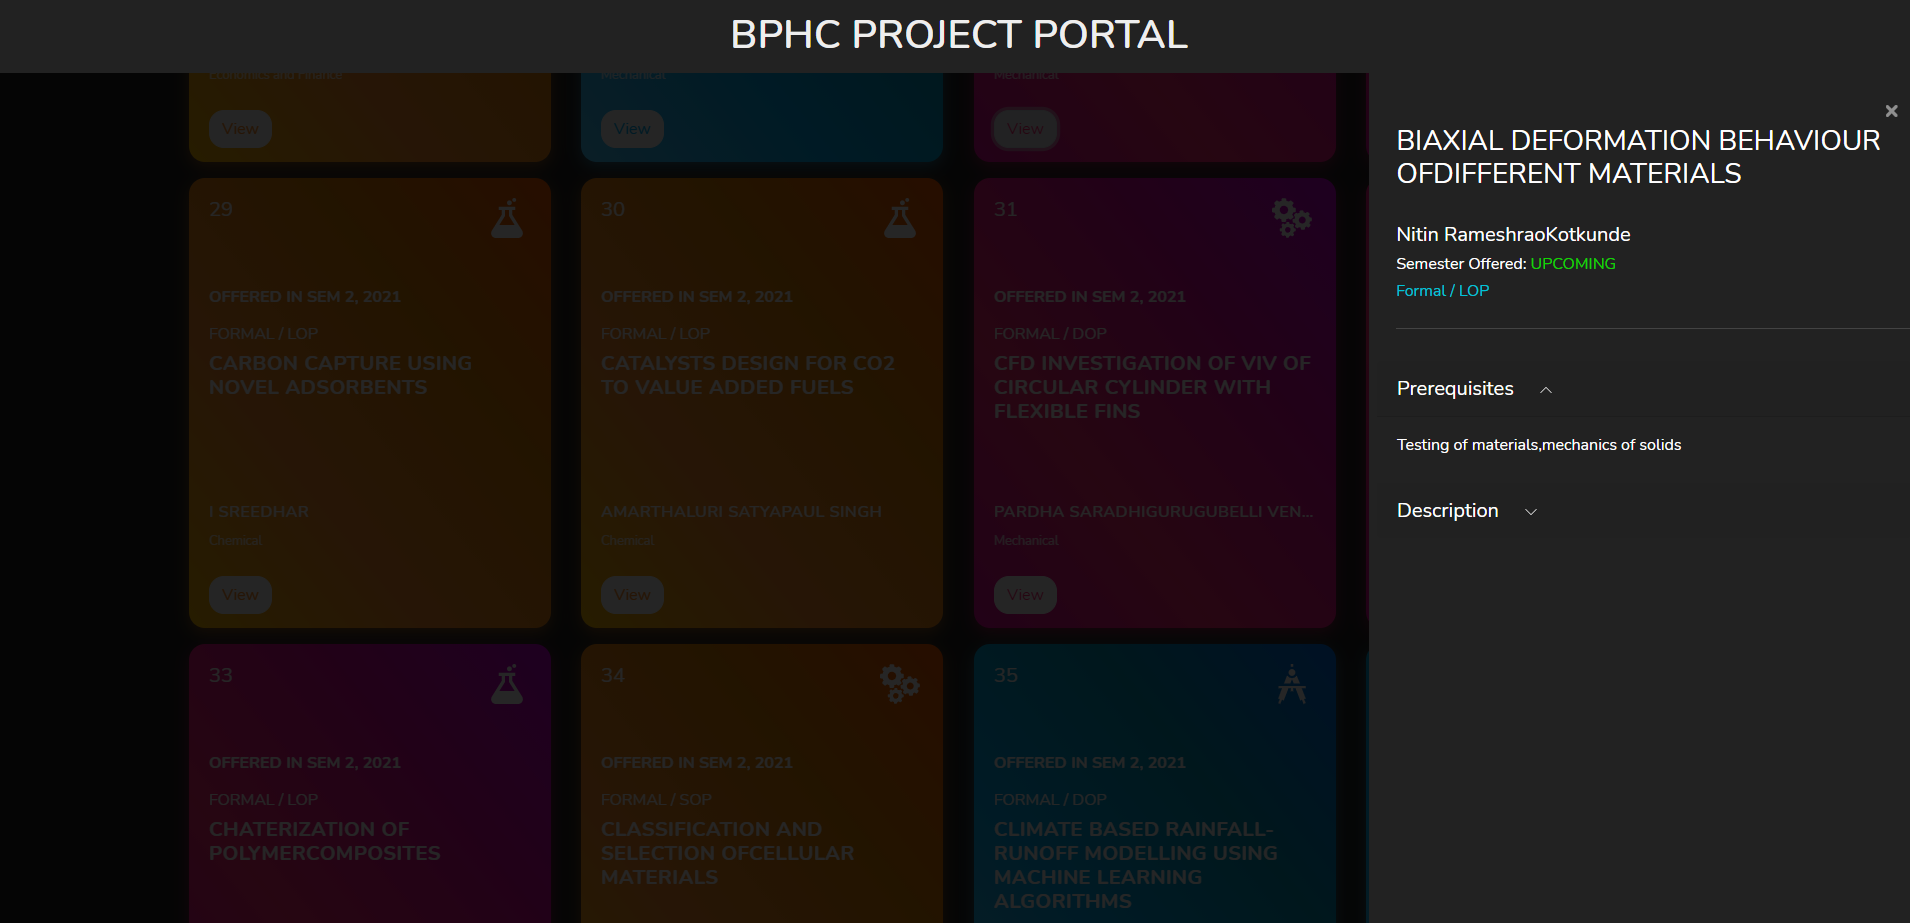 BPHC PROJECT PORTAL
Economics and Finance
View
Mechanical
View
Mechanical
View
29
OFFERED IN SEM 2, 2021
FORMAL / LOP
CARBON CAPTURE USING
NOVEL ADSORBENTS
I SREEDHAR
Chemical
View
30
OFFERED IN SEM 2, 2021
FORMAL / LOP
CATALYSTS DESIGN FOR CO2
TO VALUE ADDED FUELS
AMARTHALURI SATYAPAUL SINGH
Chemical
View
31
OFFERED IN SEM 2, 2021
FORMAL / DOP
CFD INVESTIGATION OF VIV OF
CIRCULAR CYLINDER WITH
FLEXIBLE FINS
PARDHA SARADHIGURUGUBELLI VEN...
Mechanical
View
33
OFFERED IN SEM 2, 2021
FORMAL / LOP
CHATERIZATION OF
POLYMERCOMPOSITES
34
OFFERED IN SEM 2, 2021
FORMAL / SOP
CLASSIFICATION AND
SELECTION OFCELLULAR
MATERIALS
35
OFFERED IN SEM 2, 2021
FORMAL / DOP
CLIMATE BASED RAINFALL-
RUNOFF MODELLING USING
MACHINE LEARNING
ALGORITHMS
BIAXIAL DEFORMATION BEHAVIOUR
OFDIFFERENT MATERIALS
Nitin RameshraoKotkunde
Semester Offered: UPCOMING
Formal / LOP
Prerequisites
Testing of materials,mechanics of solids
Description